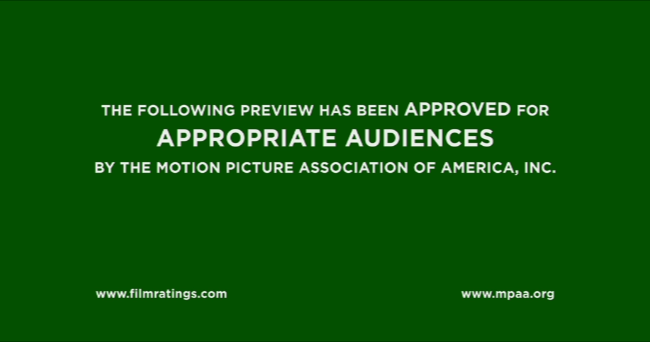 THE FOLLOWING PREVIEW HAS BEEN APPROVED FOR
APPROPRIATE AUDIENCES
BY THE MOTION PICTURE ASSOCIATION OF AMERICA, INC.
www.filmratings.com
www.mpaa.org